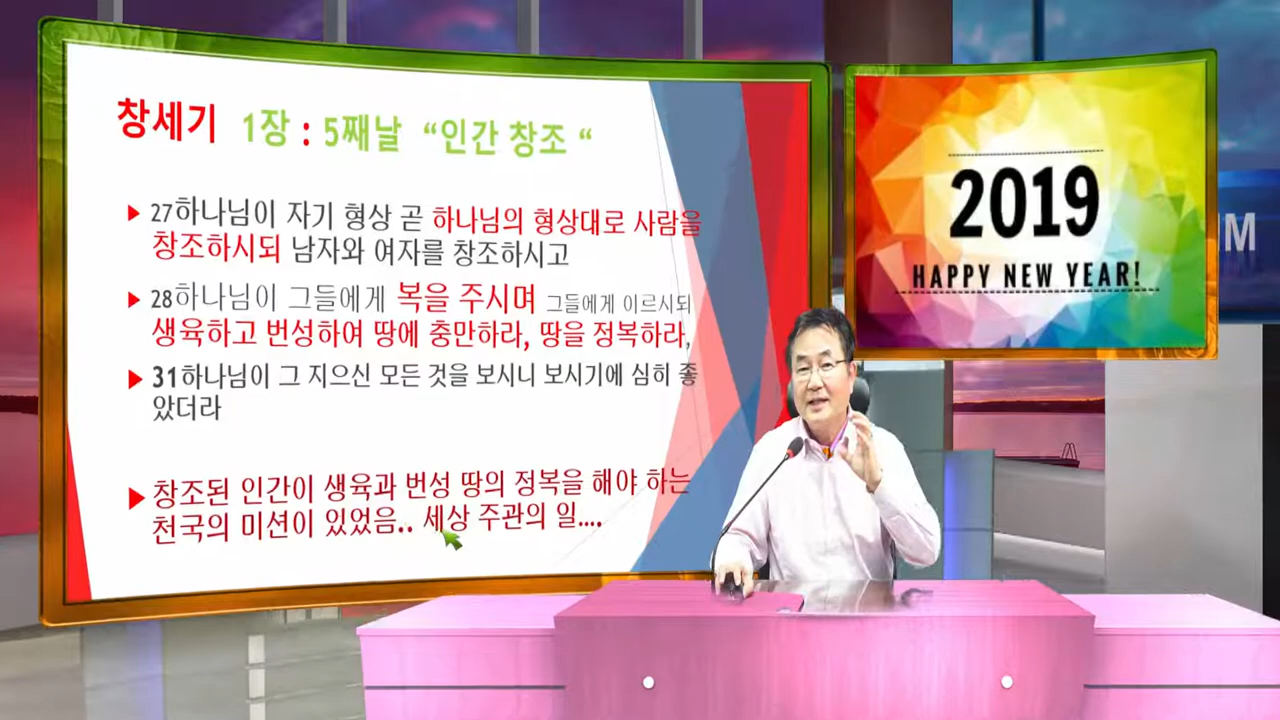 창세기 1장 : 5째날 “인간 창조 “
27하나님이 자기 형상 곧 하나님의 형상대로 사람을
창조하시되 남자와 여자를 창조하시고
28하나님이 그들에게 복을 주시며 그들에게 이르시되
생육하고 번성하여 땅에 충만하라, 땅을 정복하라,
31하나님이 그 지으신 모든 것을 보시니 보시기에 심히 좋
았더라
창조된 인간이 생육과 번성 땅의 정복을 해야 하는
천국의 미션이 있었음.. 세상 주관의 일....
2019
HAPPY NEW YEAR!